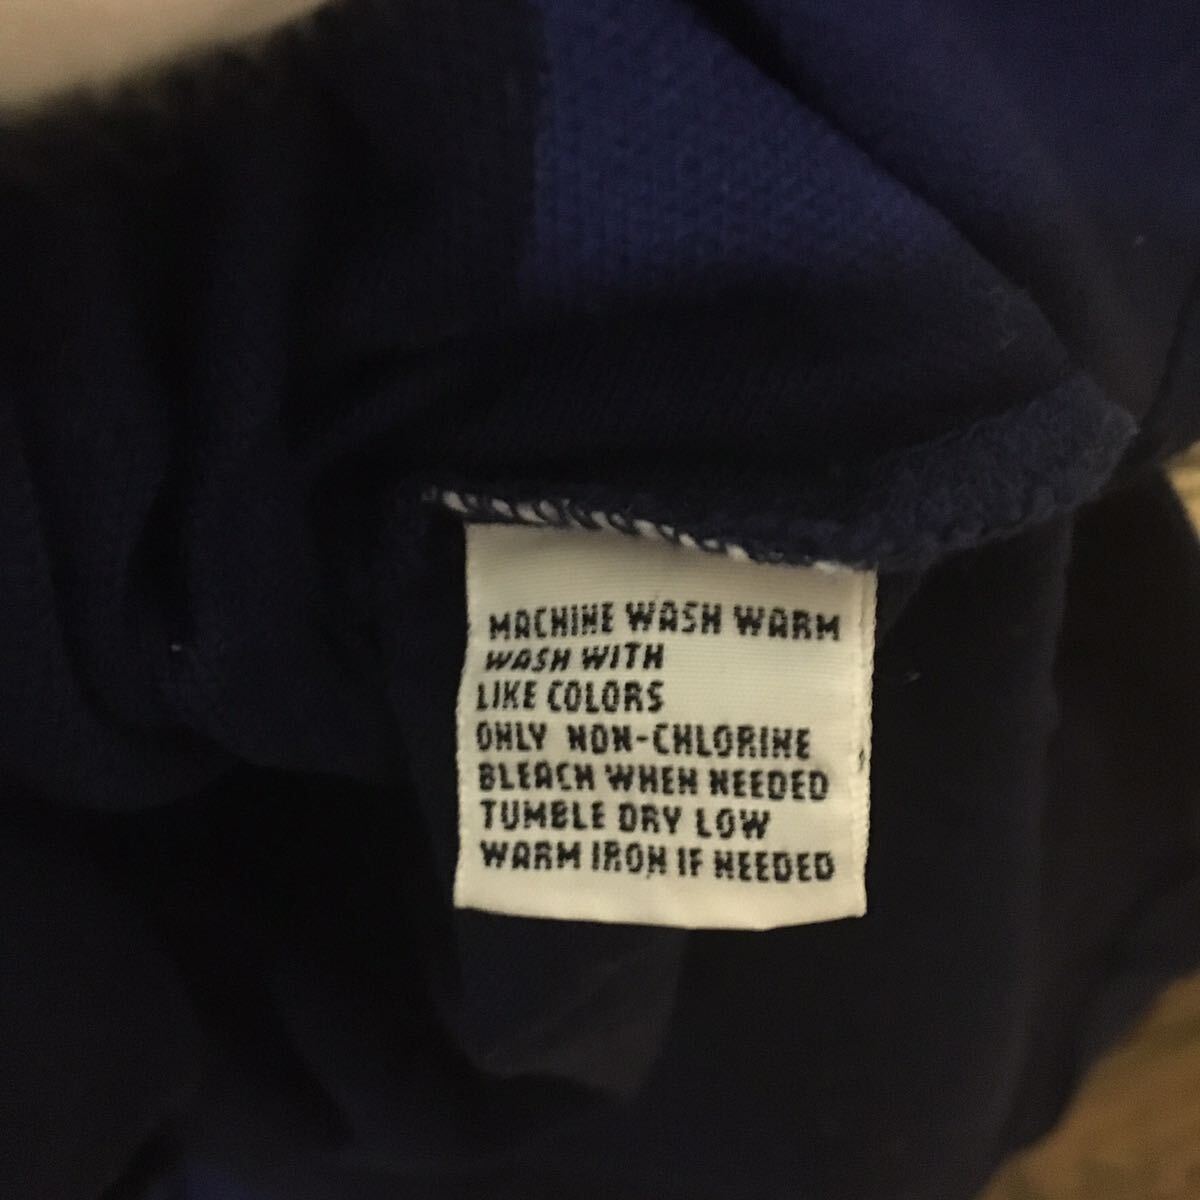 MACHINE WASH WARM
WASH WITH
LIKE COLORS
ONLY NON-CHLORINE
BLEACH WHEN NEEDED
TUMBLE DRY LOW
WARM IRON IF NEEDED